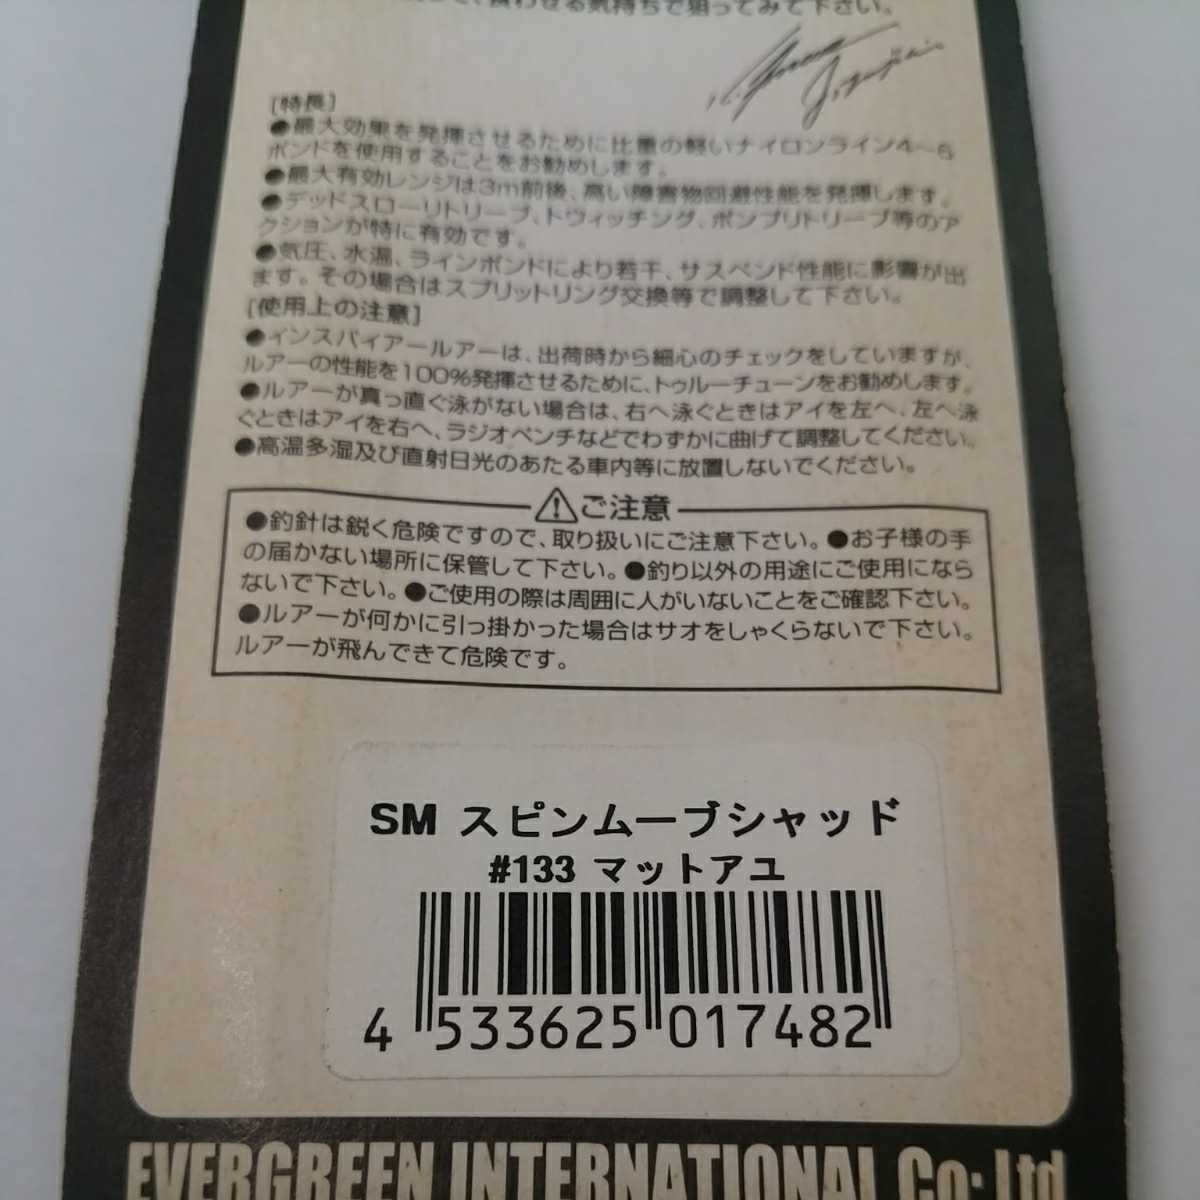 食わせる気持ちで狙ってみて下さい。
[特長]
●最大効果を発揮させるために比重の軽いナイロンライン4〜6
ポンドを使用することをお勧めします。
●最大有効レンジは3m前後、高い障害物回避性能を発揮します。
●デッドスローリトリーブ、トウィッチング、ポンプリトリーブ等のア
クションが特に有効です。
●気圧、水温、ラインポンドにより若干、サスペンド性能に影響が出
ます。その場合はスプリットリング交換等で調整して下さい。
[使用上の注意]
●インスパイアールアーは、出荷時から細心のチェックをしていますが、
ルアーの性能を100%発揮させるために、トゥルーチューンをお勧めします。
●ルアーが真っ直ぐ泳がない場合は、右へ泳ぐときはアイを左へ、左へ泳
ぐときはアイを右へ、ラジオペンチなどでわずかに曲げて調整してください。
●高温多湿及び直射日光のあたる車内等に放置しないでください。
⚠ご注意
●釣針は鋭く危険ですので、取り扱いにご注意下さい。●お子様の手
の届かない場所に保管して下さい。●釣り以外の用途にご使用になら
ないで下さい。●ご使用の際は周囲に人がいないことをご確認下さい。
●ルアーが何かに引っ掛かった場合はサオをしゃくらないで下さい。
ルアーが飛んできて危険です。
SM スピンムーブシャッド
#133 マットアユ
4 533625 017482
EVERGREEN INTERNATIONAL Co; Ltd